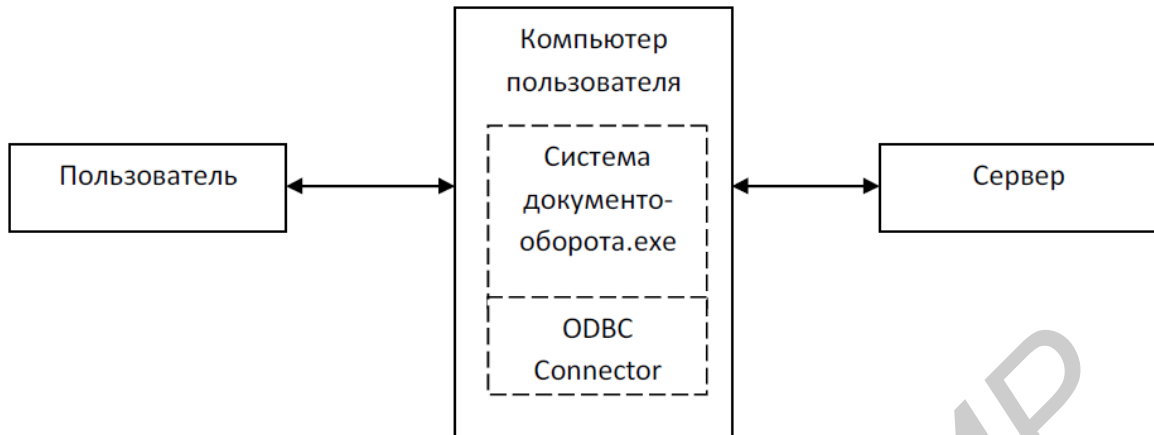 Компьютер
пользователя
Пользователь
Система
документо-
оборота.exe
ODBC
Connector
Сервер